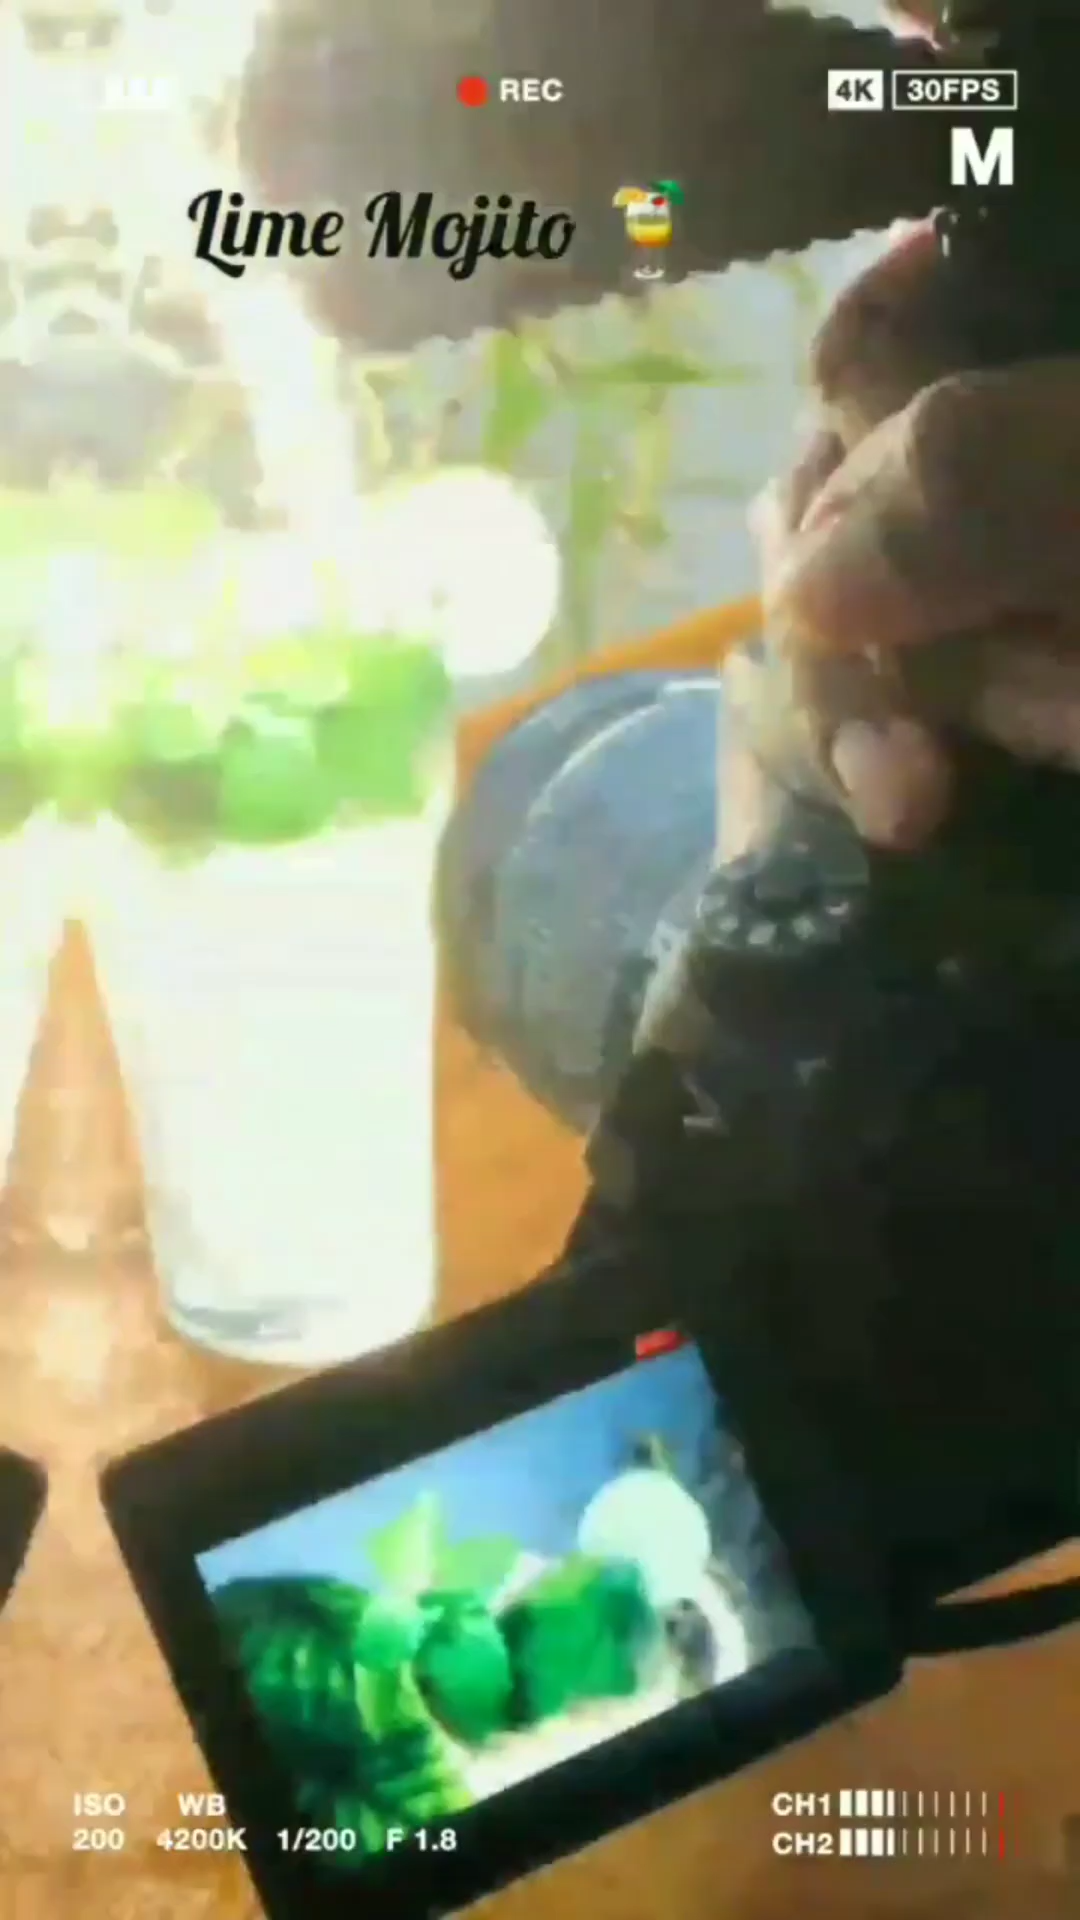 REC
4K 30FPS
M
Lime Mojito
ISO WB
200 4200K 1/200 F 1.8
CH1
CH2